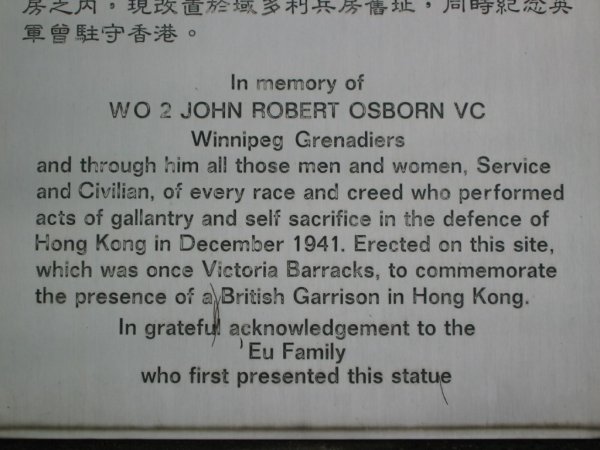 房之內，現改置於域多利兵房舊址，同時紀念英
軍曾駐守香港。
In memory of
WO 2 JOHN ROBERT OSBORN VC
Winnipeg Grenadiers
and through him all those men and women, Service
and Civilian, of every race and creed who performed
acts of gallantry and self sacrifice in the defence of
Hong Kong in December 1941. Erected on this site,
which was once Victoria Barracks, to commemorate
the presence of a British Garrison in Hong Kong.
In grateful acknowledgement to the
Eu Family
who first presented this statue